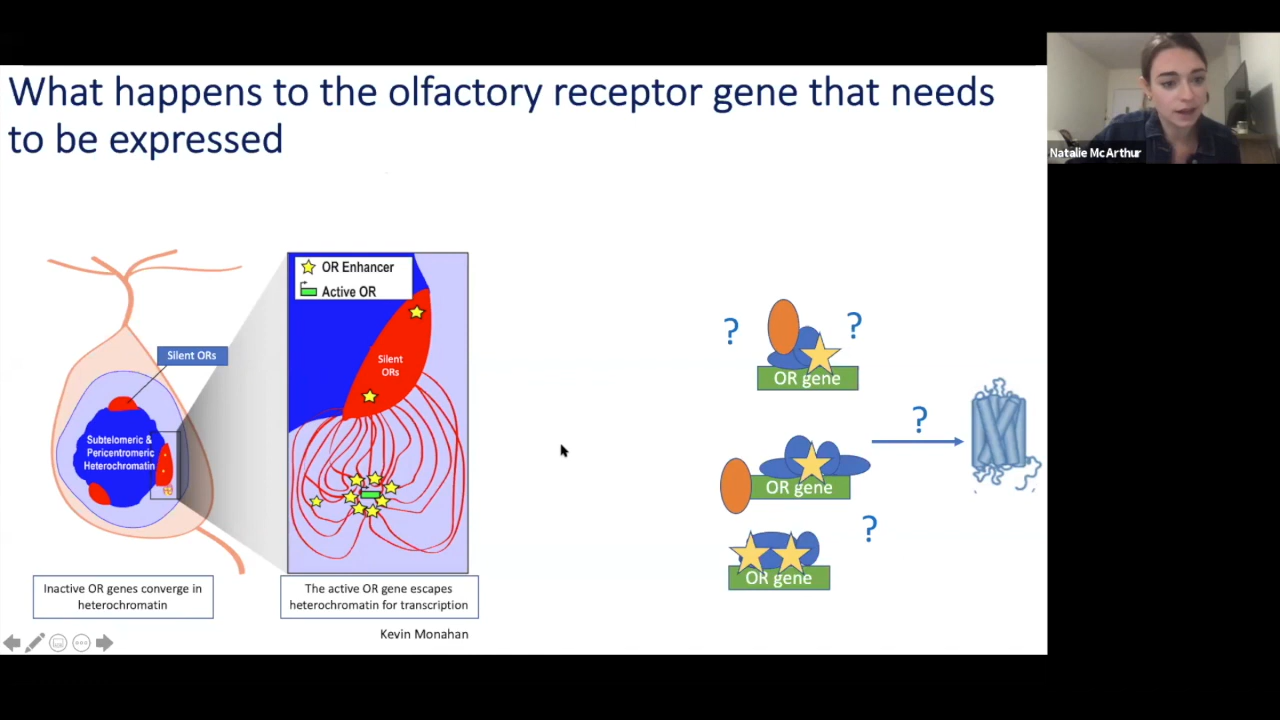 What happens to the olfactory receptor gene that needs
to be expressed
Natalie McArthur
OR Enhancer
Active OR
Silent ORs
Silent
ORs
Subtelomeric &
Pericentromeric
Heterochromatin
?
?
OR gene
?
OR gene
?
OR gene
Inactive OR genes converge in
heterochromatin
The active OR gene escapes
heterochromatin for transcription
Kevin Monahan